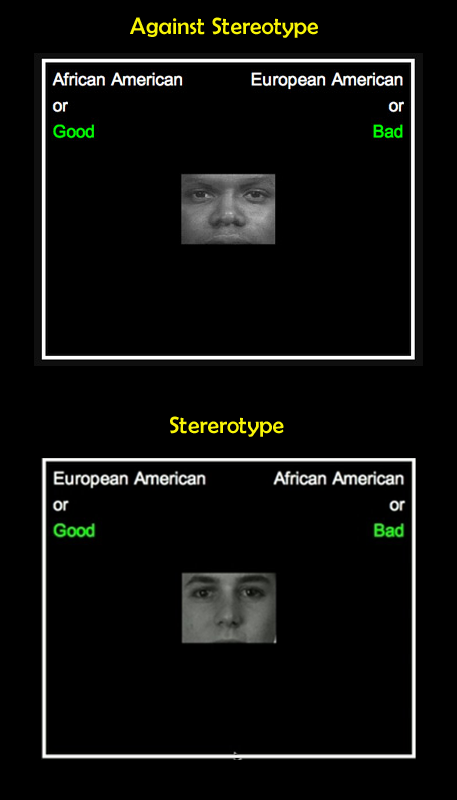 Against Stereotype
African American European American
or or
Good Bad
Stererotype
European American African American
or or
Good Bad